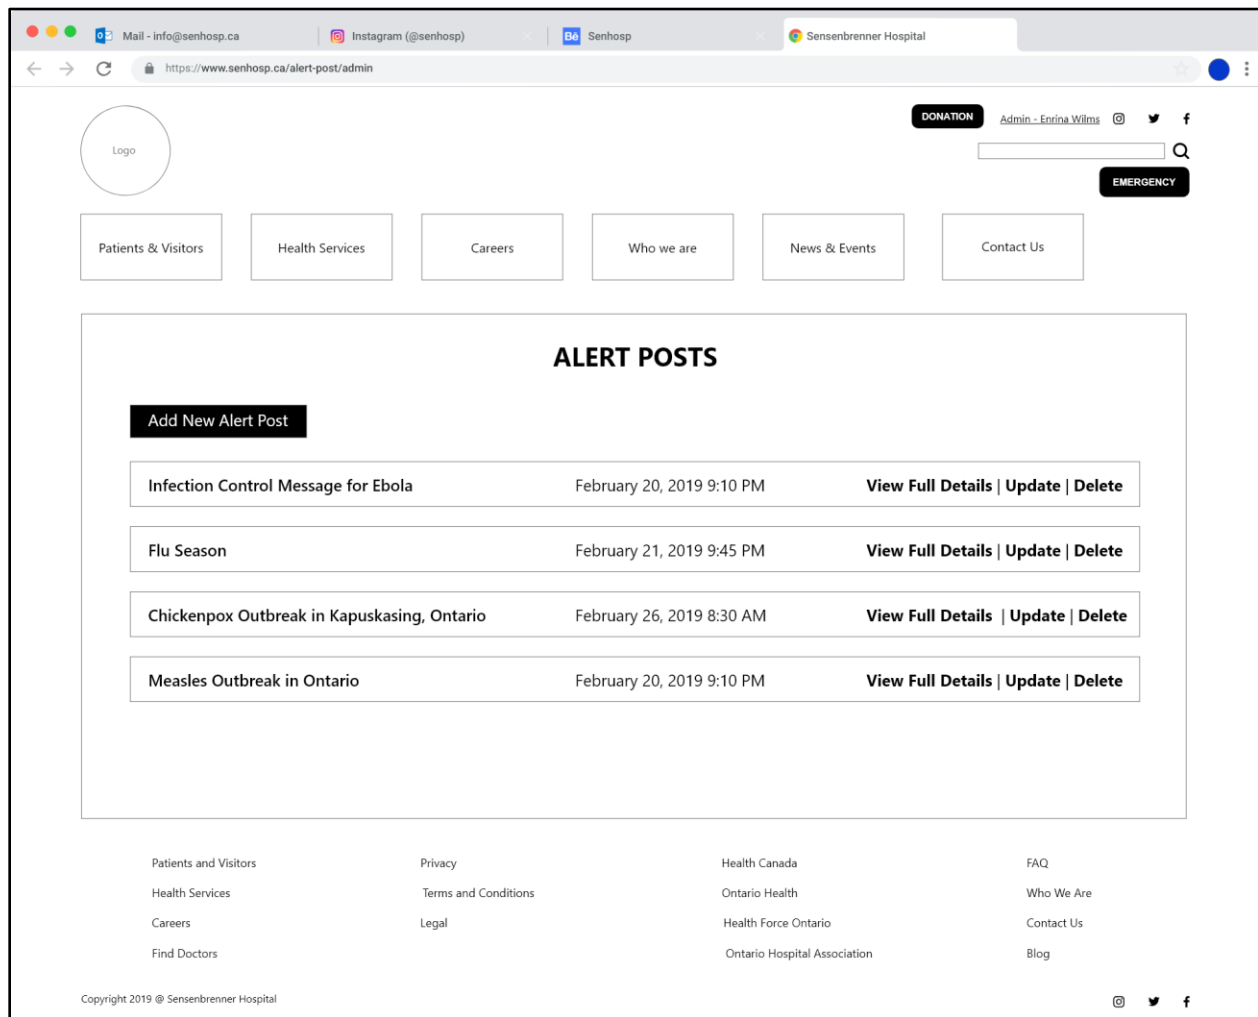 Mail - info@senhosp.ca Instagram (@senhosp) Bē Senhosp Sensenbrenner Hospital
https://www.senhosp.ca/alert-post/admin
DONATION Admin - Enrina Wilms
Logo
EMERGENCY
Patients & Visitors Health Services Careers Who we are News & Events Contact Us
ALERT POSTS
Add New Alert Post
Infection Control Message for Ebola February 20, 2019 9:10 PM View Full Details | Update | Delete
Flu Season February 21, 2019 9:45 PM View Full Details | Update | Delete
Chickenpox Outbreak in Kapuskasing, Ontario February 26, 2019 8:30 AM View Full Details | Update | Delete
Measles Outbreak in Ontario February 20, 2019 9:10 PM View Full Details | Update | Delete
Patients and Visitors Privacy Health Canada FAQ
Health Services Terms and Conditions Ontario Health Who We Are
Careers Legal Health Force Ontario Contact Us
Find Doctors Ontario Hospital Association Blog
Copyright 2019 @ Sensenbrenner Hospital